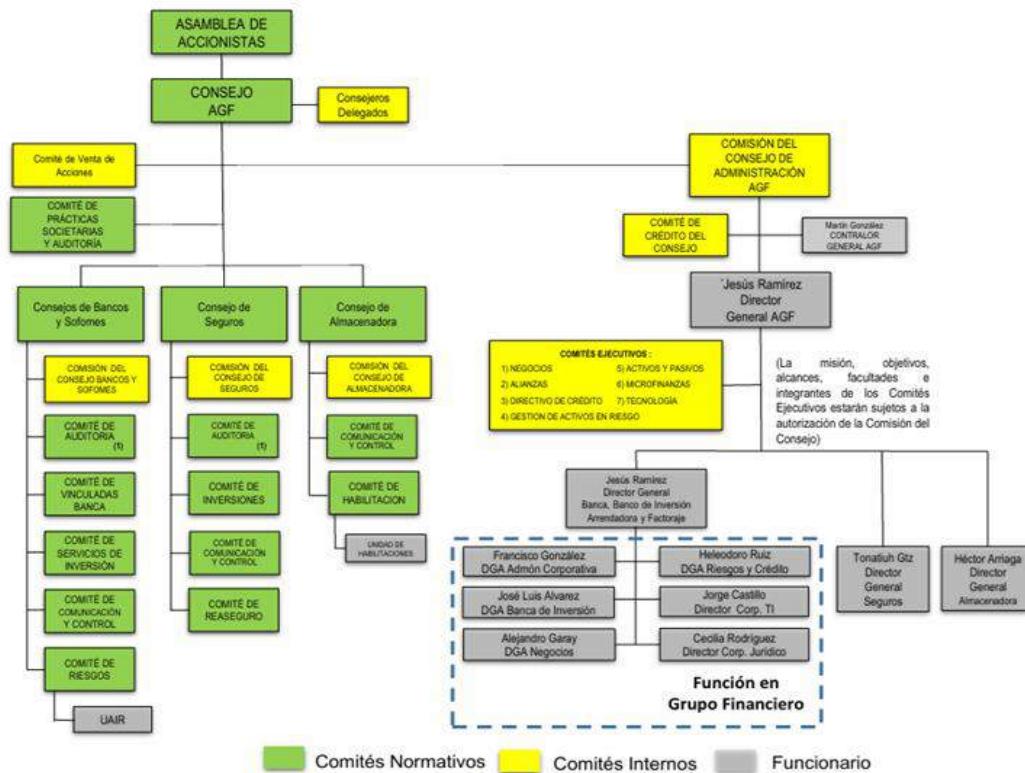 ASAMBLEA DE
ACCIONISTAS
CONSEJO
AGF
Consejeros
Delegados
Comité de Venta de
Acciones
COMISIÓN DEL
CONSEJO DE
ADMINISTRACIÓN
AGF
COMITÉ DE
PRÁCTICAS
SOCIETARIAS
Y AUDITORÍA
COMITÉ DE
CRÉDITO DEL
CONSEJO
Martín González
CONTRALOR
GENERAL AGF
Jesús Ramírez
Director
General AGF
Consejos de Bancos
y Sofomes
Consejo de
Seguros
Consejo de
Almacenadora
COMISIÓN DEL
CONSEJO BANCOS Y
SOFOMES
COMITÉ DE
AUDITORIA
(1)
COMITÉ DE
VINCULADAS
BANCA
COMITÉ DE
SERVICIOS DE
INVERSIÓN
COMITÉ DE
COMUNICACIÓN
Y CONTROL
COMITÉ DE
RIESGOS
UAIR
COMISIÓN DEL
CONSEJO DE
SEGUROS
COMITÉ DE
AUDITORIA
(1)
COMITÉ DE
INVERSIONES
COMITÉ DE
COMUNICACIÓN
Y CONTROL
COMITÉ DE
REASEGURO
COMISIÓN DEL
CONSEJO DE
ALMACENADORA
COMITÉ DE
COMUNICACIÓN
Y CONTROL
COMITÉ DE
HABILITACION
UNIDAD DE
HABILITACIONES
COMITÉS EJECUTIVOS :
1) NEGOCIOS
2) ALIANZAS
3) DIRECTIVO DE CRÉDITO
4) GESTION DE ACTIVOS EN RIESGO
5) ACTIVOS Y PASIVOS
6) MICROFINANZAS
7) TECNOLOGÍA
(La misión, objetivos,
alcances, facultades e
integrantes de los Comités
Ejecutivos estarán sujetos a la
autorización de la Comisión del
Consejo)
Jesús Ramírez
Director General
Banca, Banco de Inversión
Arrendadora y Factoraje
Francisco González
DGA Admón Corporativa
Heleodoro Ruiz
DGA Riesgos y Crédito
José Luis Alvarez
DGA Banca de Inversión
Jorge Castillo
Director Corp. TI
Alejandro Garay
DGA Negocios
Cecilia Rodríguez
Director Corp. Jurídico
Función en
Grupo Financiero
Tonatiuh Gtz
Director
General
Seguros
Héctor Arriaga
Director
General
Almacenadora
Comités Normativos
Comités Internos
Funcionario